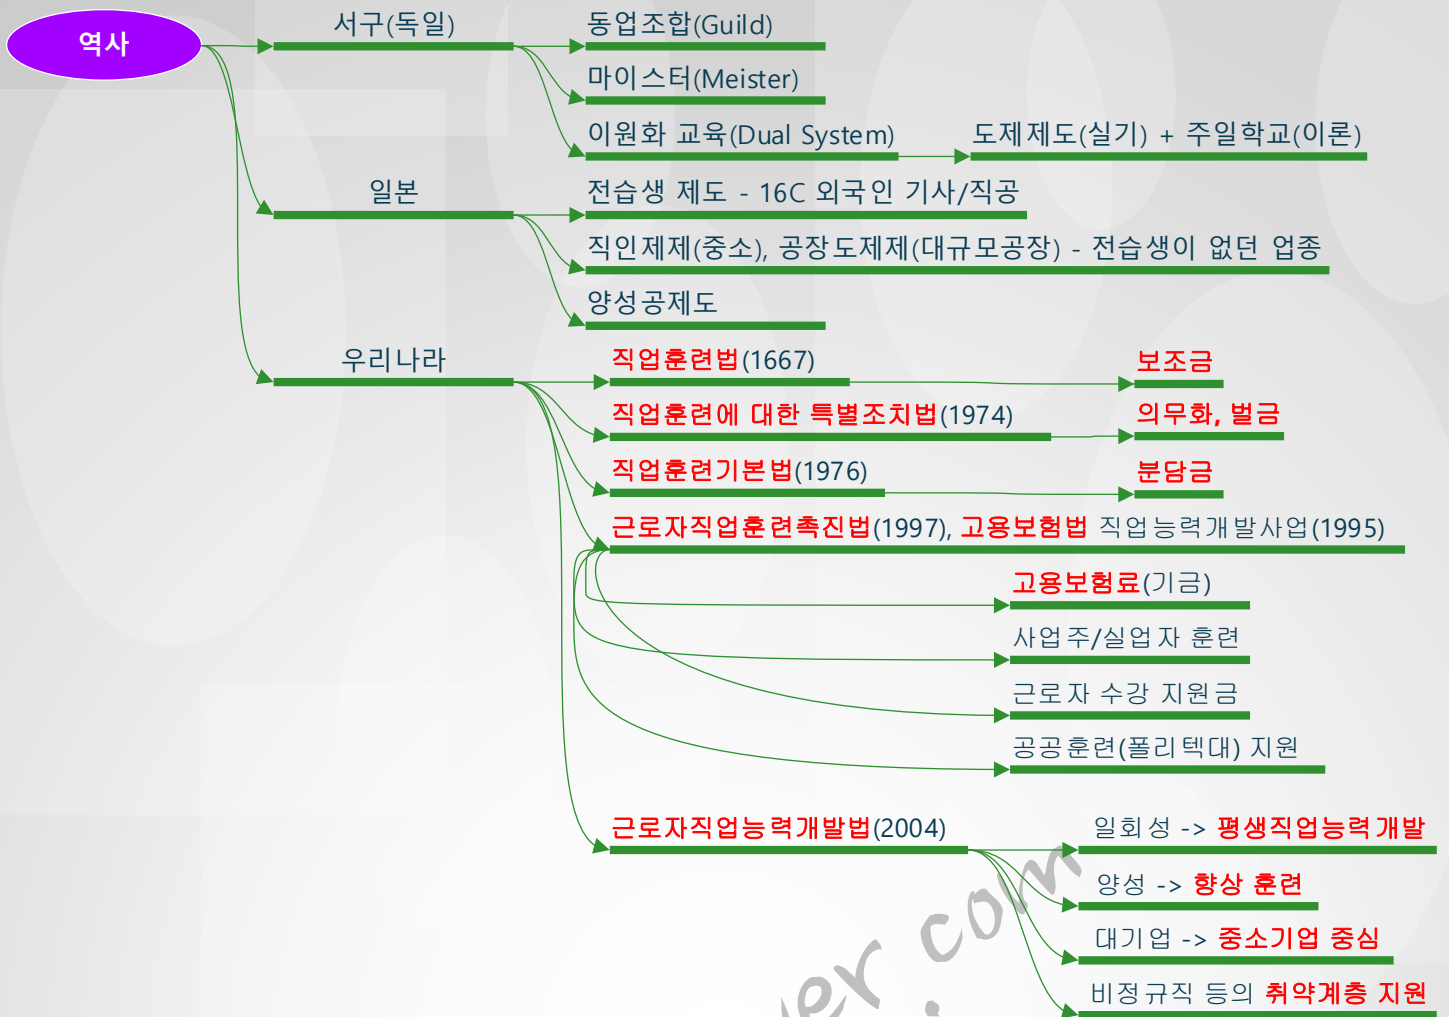 역사
서구(독일)
동업조합(Guild)
마이스터(Meister)
이원화 교육(Dual System)
도제제도(실기) + 주일학교(이론)
일본
전습생 제도 - 16C 외국인 기사/직공
직인제제(중소), 공장도제제(대규모공장) - 전습생이 없던 업종
양성공제도
우리나라
직업훈련법(1667)
보조금
직업훈련에 대한 특별조치법(1974)
의무화, 벌금
직업훈련기본법(1976)
분담금
근로자직업훈련촉진법(1997), 고용보험법 직업능력개발사업(1995)
고용보험료(기금)
사업주/실업자 훈련
근로자 수강 지원금
공공훈련(폴리텍대) 지원
근로자직업능력개발법(2004)
일회성 -> 평생직업능력개발
양성 -> 향상 훈련
대기업 -> 중소기업 중심
비정규직 등의 취약계층 지원